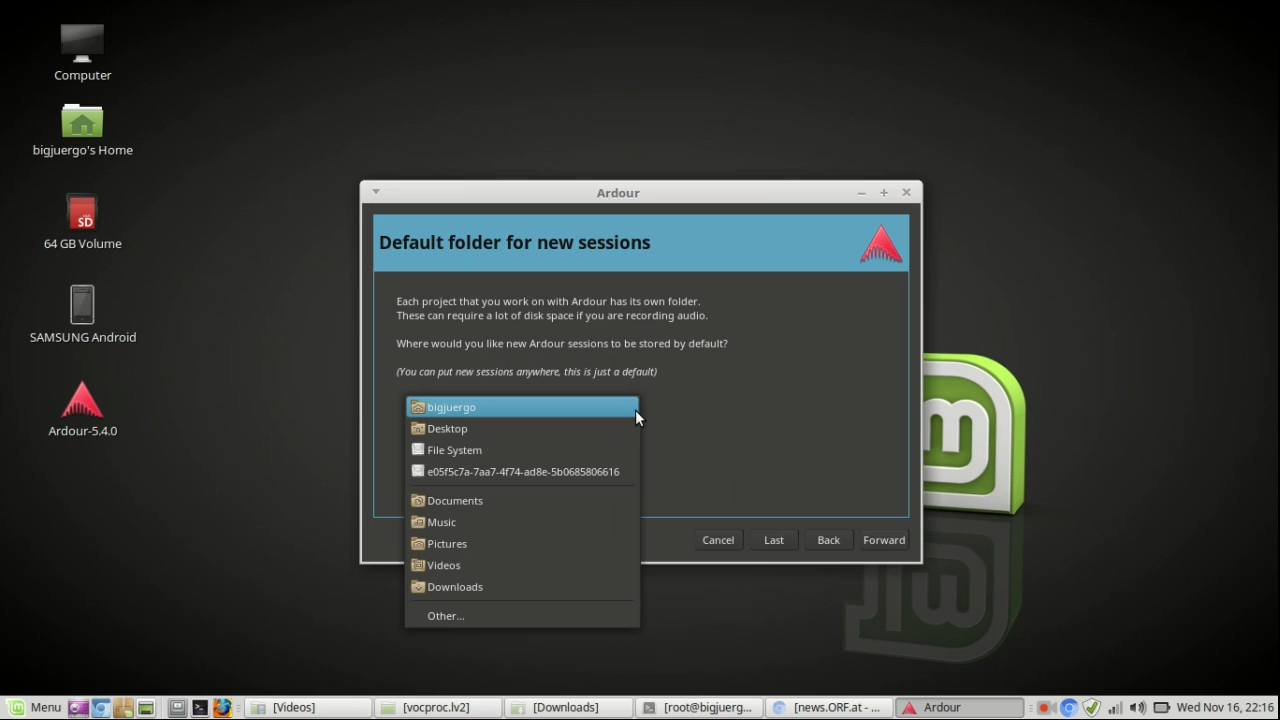 Computer
bigjuergo's Home
SD
64 GB Volume
SAMSUNG Android
Ardour-5.4.0
Ardour
Default folder for new sessions
Each project that you work on with Ardour has its own folder.
These can require a lot of disk space if you are recording audio.
Where would you like new Ardour sessions to be stored by default?
(You can put new sessions anywhere, this is just a default)
bigjuergo
Desktop
File System
e05f5c7a-7aa7-4f74-ad8e-5b0685806616
Documents
Music
Pictures
Videos
Downloads
Other...
Cancel Last Back Forward
Menu [Videos] [vocproc.lv2] [Downloads] [root@bigjuerg... [news.ORF.at - ... Ardour Wed Nov 16, 22:16